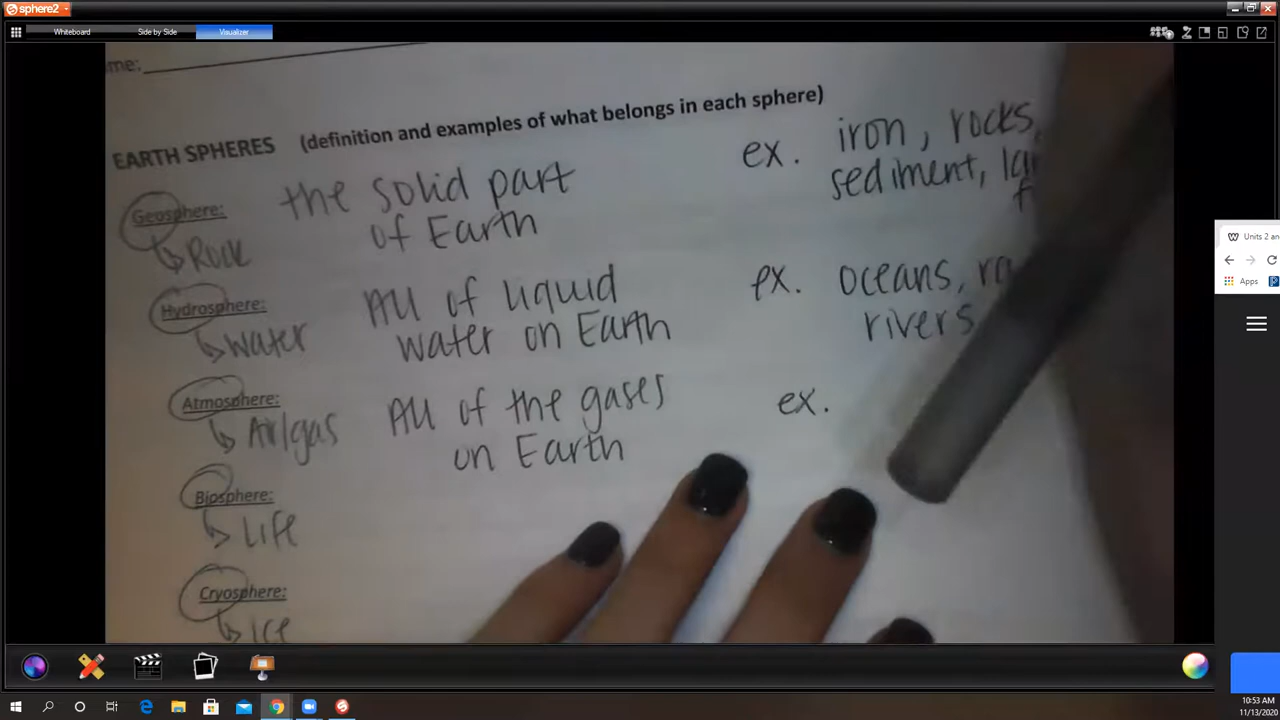 sphere2
Whiteboard
Side by Side
Visualizer
EARTH SPHERES (definition and examples of what belongs in each sphere)
Geosphere: the solid part ex. iron, rocks,
of Earth sediment,
Rock
Hydrosphere: All of liquid ex. oceans,
Water water on Earth rivers
Atmosphere: All of the gases ex.
Air/gas on Earth
Biosphere:
Life
Cryosphere:
Ice
Units 2 an
Apps
10:53 AM
11/13/2020